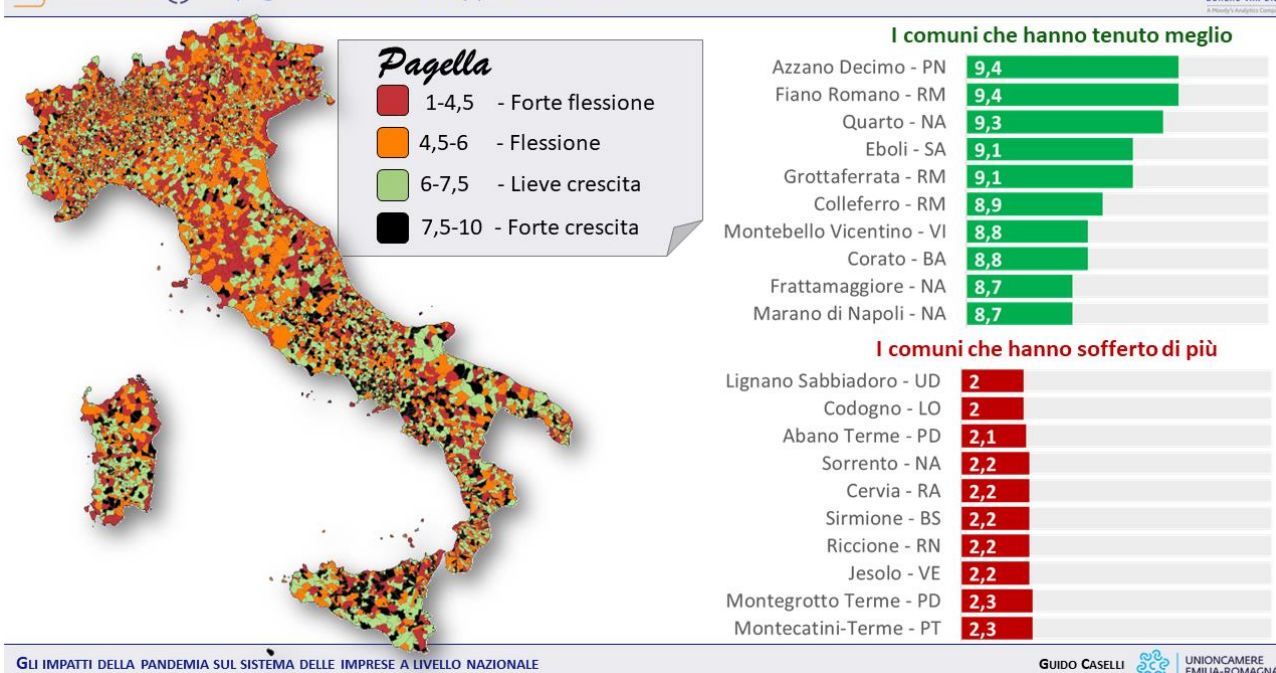 Pagella
1-4,5 - Forte flessione
4,5-6 - Flessione
6-7,5 - Lieve crescita
7,5-10 - Forte crescita
I comuni che hanno tenuto meglio
Azzano Decimo - PN 9,4
Fiano Romano - RM 9,4
Quarto - NA 9,3
Eboli - SA 9,1
Grottaferrata - RM 9,1
Colleferro - RM 8,9
Montebello Vicentino - VI 8,8
Corato - BA 8,8
Frattamaggiore - NA 8,7
Marano di Napoli - NA 8,7
I comuni che hanno sofferto di più
Lignano Sabbiadoro - UD 2
Codogno - LO 2
Abano Terme - PD 2,1
Sorrento - NA 2,2
Cervia - RA 2,2
Sirmione - BS 2,2
Riccione - RN 2,2
Jesolo - VE 2,2
Montegrotto Terme - PD 2,3
Montecatini-Terme - PT 2,3
GLI IMPATTI DELLA PANDEMIA SUL SISTEMA DELLE IMPRESE A LIVELLO NAZIONALE
GUIDO CASELLI
UNIONCAMERE
EMILIA-ROMAGNA